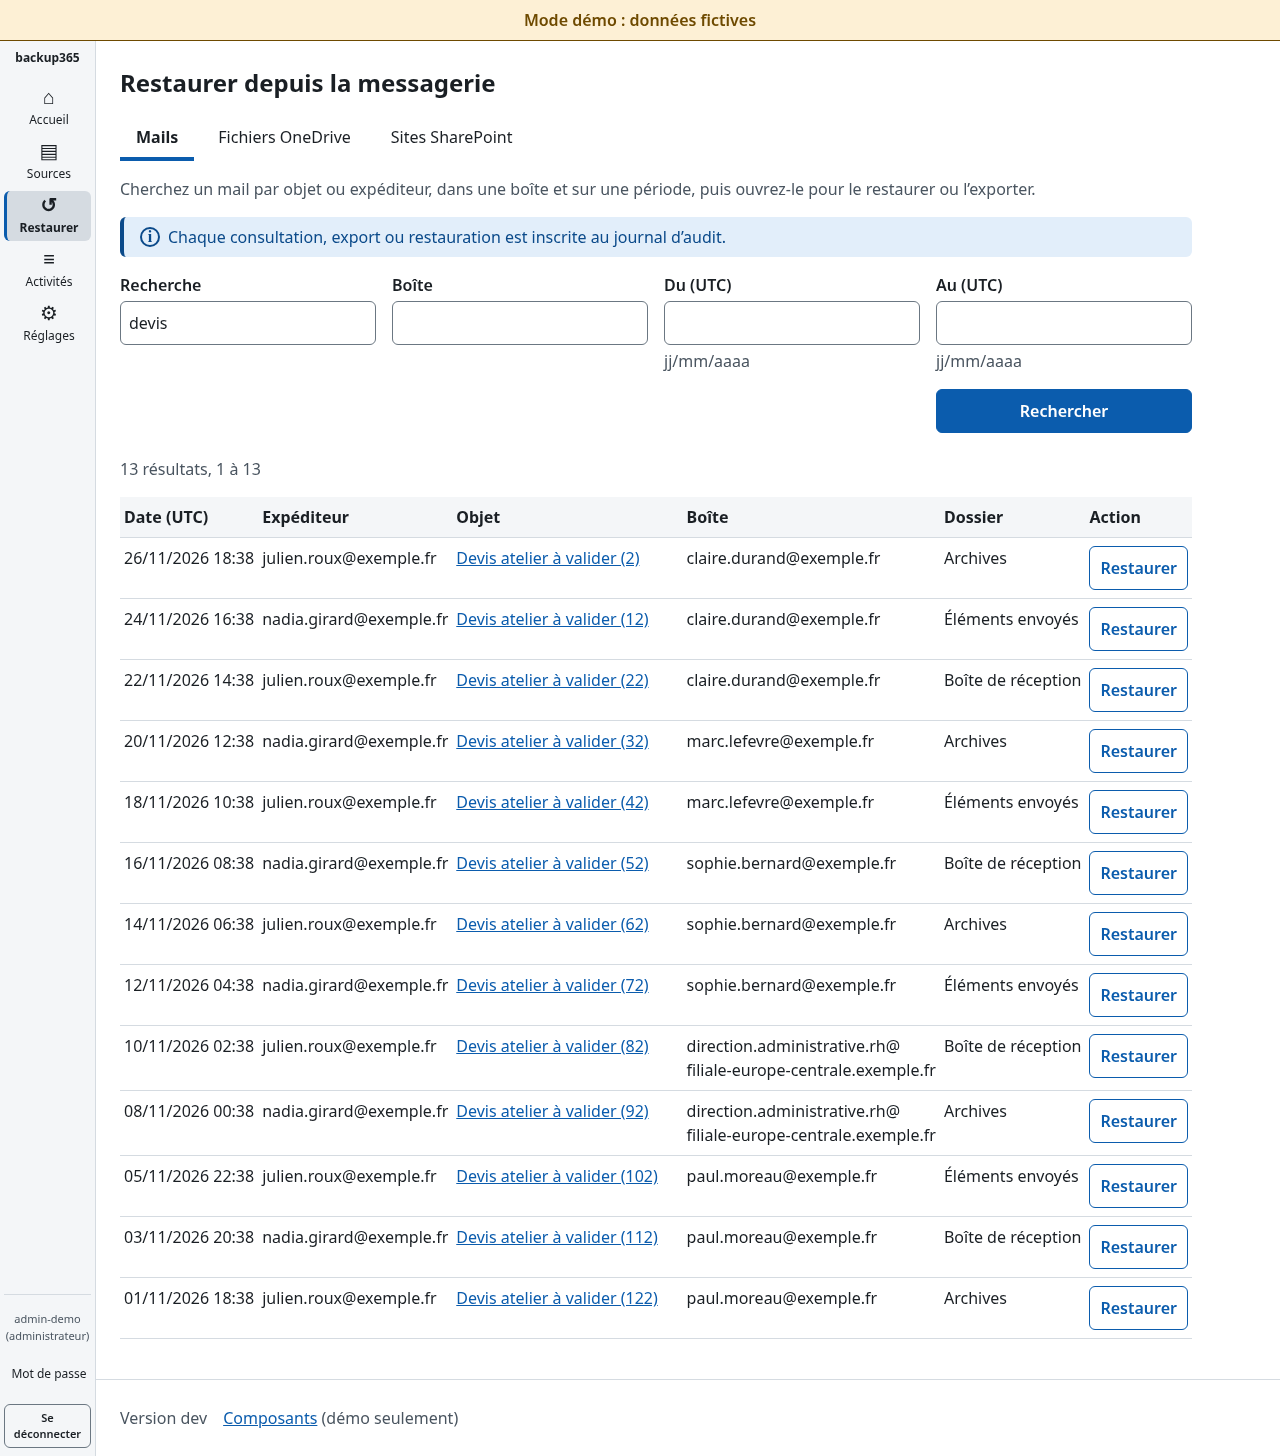 Mode démo : données fictives
backup365
Accueil
Sources
Restaurer
Activités
Réglages
admin-demo
(administrateur)
Mot de passe
Se
déconnecter
Restaurer depuis la messagerie
Mails Fichiers OneDrive Sites SharePoint
Cherchez un mail par objet ou expéditeur, dans une boîte et sur une période, puis ouvrez-le pour le restaurer ou l’exporter.
Chaque consultation, export ou restauration est inscrite au journal d’audit.
Recherche Boîte Du (UTC) Au (UTC)
devis
jj/mm/aaaa jj/mm/aaaa
Rechercher
13 résultats, 1 à 13
Date (UTC) Expéditeur Objet Boîte Dossier Action
26/11/2026 18:38 julien.roux@exemple.fr Devis atelier à valider (2) claire.durand@exemple.fr Archives Restaurer
24/11/2026 16:38 nadia.girard@exemple.fr Devis atelier à valider (12) claire.durand@exemple.fr Éléments envoyés Restaurer
22/11/2026 14:38 julien.roux@exemple.fr Devis atelier à valider (22) claire.durand@exemple.fr Boîte de réception Restaurer
20/11/2026 12:38 nadia.girard@exemple.fr Devis atelier à valider (32) marc.lefevre@exemple.fr Archives Restaurer
18/11/2026 10:38 julien.roux@exemple.fr Devis atelier à valider (42) marc.lefevre@exemple.fr Éléments envoyés Restaurer
16/11/2026 08:38 nadia.girard@exemple.fr Devis atelier à valider (52) sophie.bernard@exemple.fr Boîte de réception Restaurer
14/11/2026 06:38 julien.roux@exemple.fr Devis atelier à valider (62) sophie.bernard@exemple.fr Archives Restaurer
12/11/2026 04:38 nadia.girard@exemple.fr Devis atelier à valider (72) sophie.bernard@exemple.fr Éléments envoyés Restaurer
10/11/2026 02:38 julien.roux@exemple.fr Devis atelier à valider (82) direction.administrative.rh@ Boîte de réception Restaurer
filiale-europe-centrale.exemple.fr
08/11/2026 00:38 nadia.girard@exemple.fr Devis atelier à valider (92) direction.administrative.rh@ Archives Restaurer
filiale-europe-centrale.exemple.fr
05/11/2026 22:38 julien.roux@exemple.fr Devis atelier à valider (102) paul.moreau@exemple.fr Éléments envoyés Restaurer
03/11/2026 20:38 nadia.girard@exemple.fr Devis atelier à valider (112) paul.moreau@exemple.fr Boîte de réception Restaurer
01/11/2026 18:38 julien.roux@exemple.fr Devis atelier à valider (122) paul.moreau@exemple.fr Archives Restaurer
Version dev Composants (démo seulement)